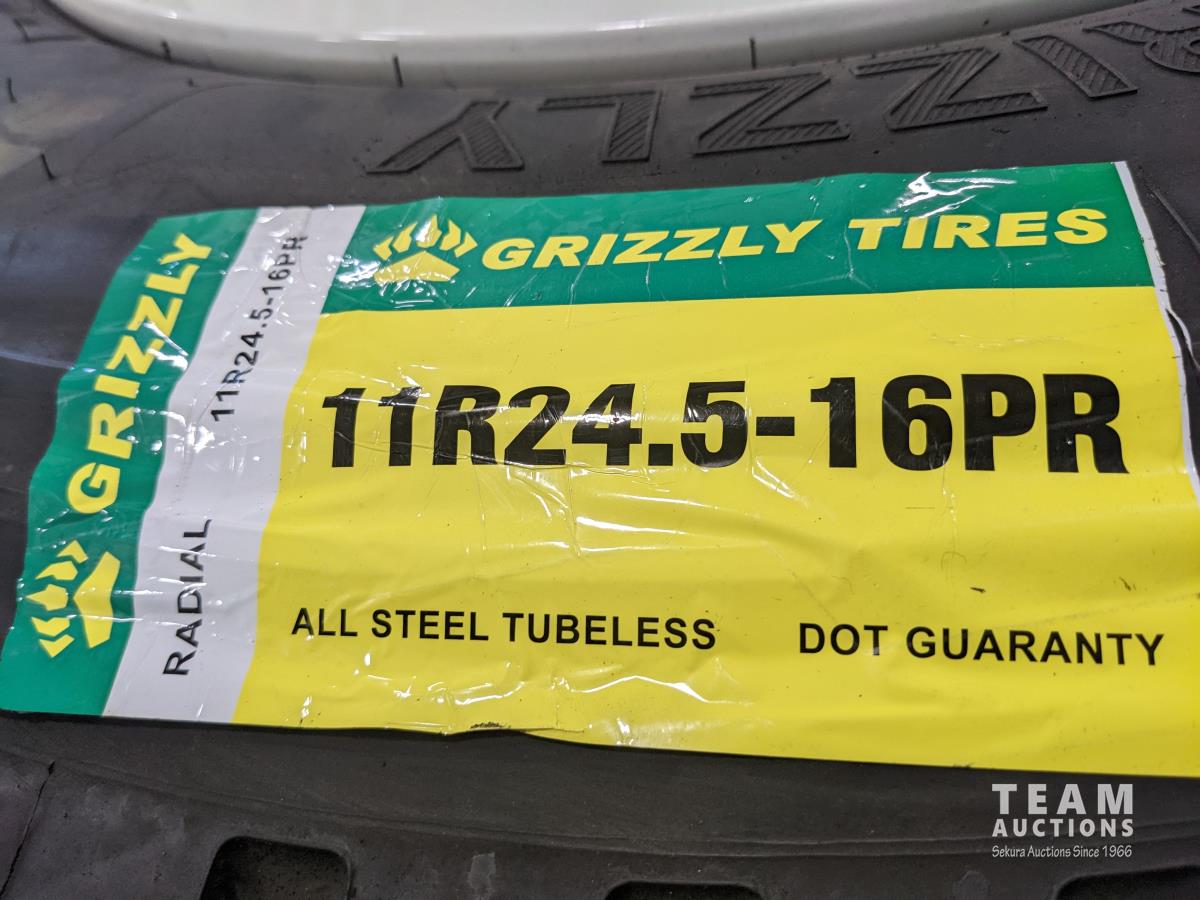 IZZLY
GRIZZLY TIRES
GRIZZLY
RADIAL 11R24.5-16PR
11R24.5-16PR
ALL STEEL TUBELESS DOT GUARANTY
TEAM
AUCTIONS
Sekura Auctions Since 1966